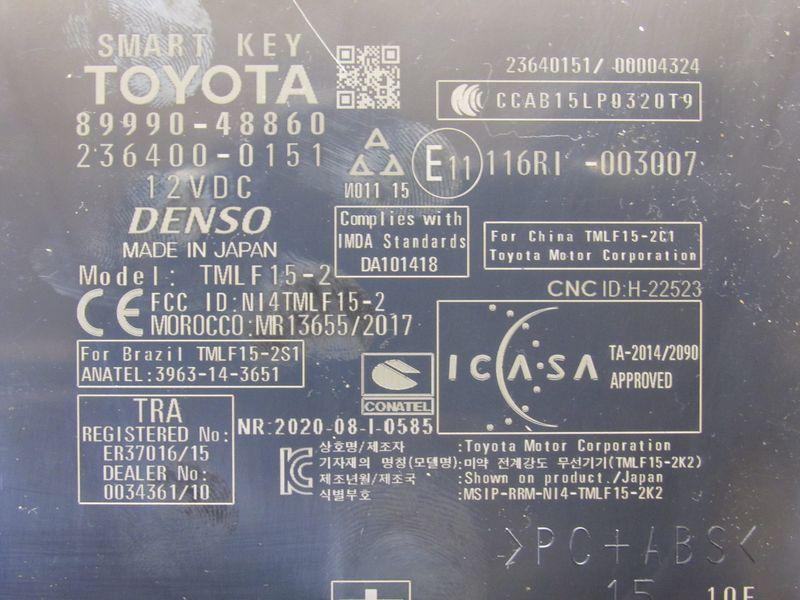 SMART KEY
TOYOTA
89990-48860
236400-0151
12VDC
DENSO
MADE IN JAPAN
Model: TMLF15-2
CE FCC ID:NI4TMLF15-2
MOROCCO:MR13655/2017
For Brazil TMLF15-2S1
ANATEL:3963-14-3651
TRA
REGISTERED No:
ER37016/15
DEALER No:
0034361/10
N011 15
E11 116RI -003007
23640151/ 00004324
CCAB15LP0320T9
Complies with
IMDA Standards
DA101418
For China TMLF15-2C1
Toyota Motor Corporation
CNC ID:H-22523
ICASA
TA-2014/2090
APPROVED
CONATEL
NR:2020-08-I-0585
상호명/제조자 :Toyota Motor Corporation
기자재의 명칭(모델명):미약 전계강도 무선기기(TMLF15-2K2)
제조년월/제조국 :Shown on product./Japan
식별부호 :MSIP-RRM-NI4-TMLF15-2K2
>PC+ABS<
15 10F